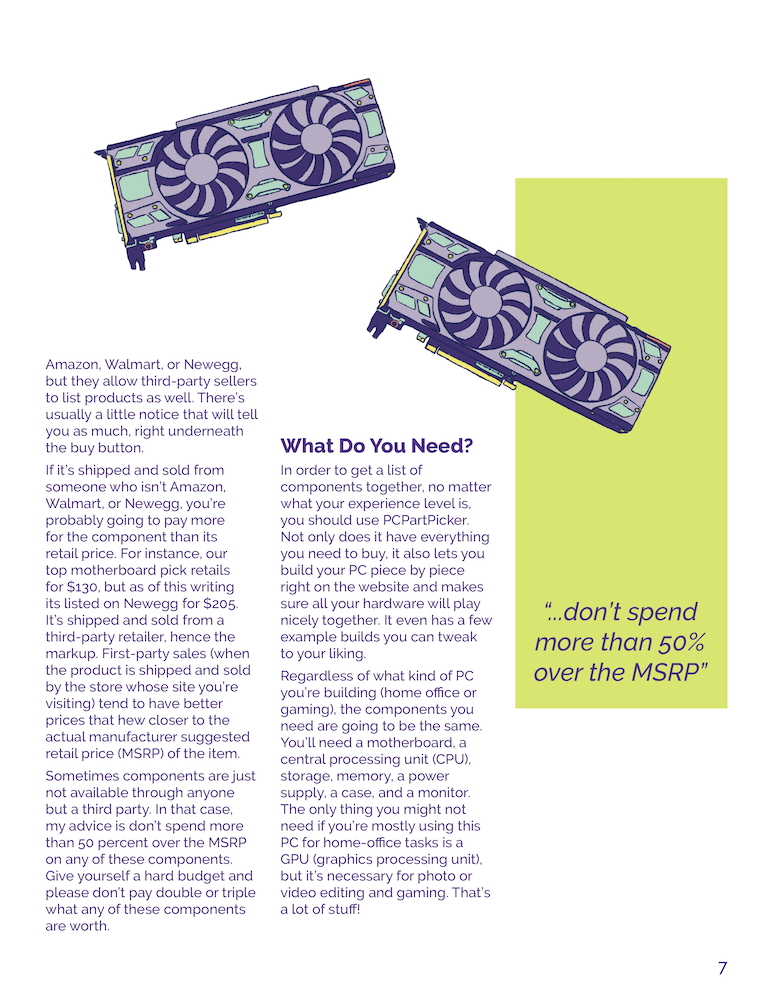 Amazon, Walmart, or Newegg,
but they allow third-party sellers
to list products as well. There's
usually a little notice that will tell
you as much, right underneath
the buy button.
If it's shipped and sold from
someone who isn't Amazon,
Walmart, or Newegg, you're
probably going to pay more
for the component than its
retail price. For instance, our
top motherboard pick retails
for $130, but as of this writing
its listed on Newegg for $205.
It's shipped and sold from a
third-party retailer, hence the
markup. First-party sales (when
the product is shipped and sold
by the store whose site you're
visiting) tend to have better
prices that hew closer to the
actual manufacturer suggested
retail price (MSRP) of the item.
Sometimes components are just
not available through anyone
but a third party. In that case,
my advice is don't spend more
than 50 percent over the MSRP
on any of these components.
Give yourself a hard budget and
please don't pay double or triple
what any of these components
are worth.
What Do You Need?
In order to get a list of
components together, no matter
what your experience level is,
you should use PCPartPicker.
Not only does it have everything
you need to buy, it also lets you
build your PC piece by piece
right on the website and makes
sure all your hardware will play
nicely together. It even has a few
example builds you can tweak
to your liking.
Regardless of what kind of PC
you're building (home office or
gaming), the components you
need are going to be the same.
You'll need a motherboard, a
central processing unit (CPU),
storage, memory, a power
supply, a case, and a monitor.
The only thing you might not
need if you're mostly using this
PC for home-office tasks is a
GPU (graphics processing unit),
but it's necessary for photo or
video editing and gaming. That's
a lot of stuff!
“...don't spend
more than 50%
over the MSRP”
7